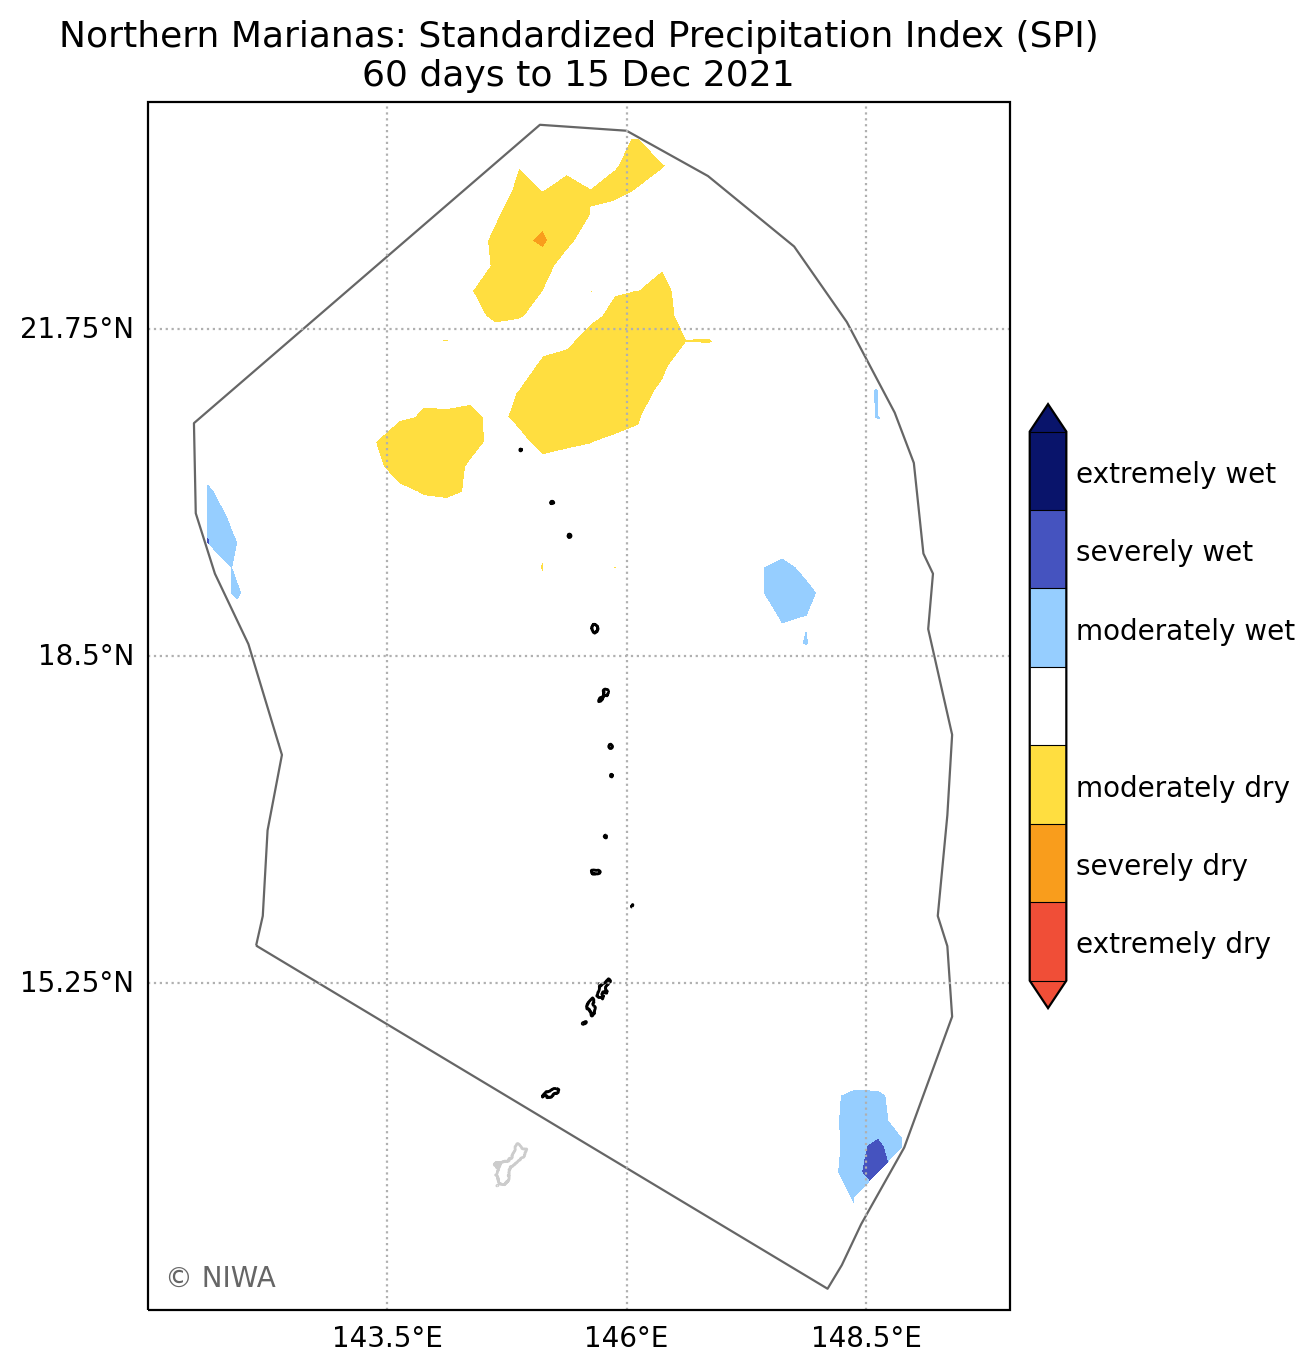 Northern Marianas: Standardized Precipitation Index (SPI)
60 days to 15 Dec 2021
21.75°N
18.5°N
15.25°N
143.5°E
146°E
148.5°E
extremely wet
severely wet
moderately wet
moderately dry
severely dry
extremely dry
© NIWA